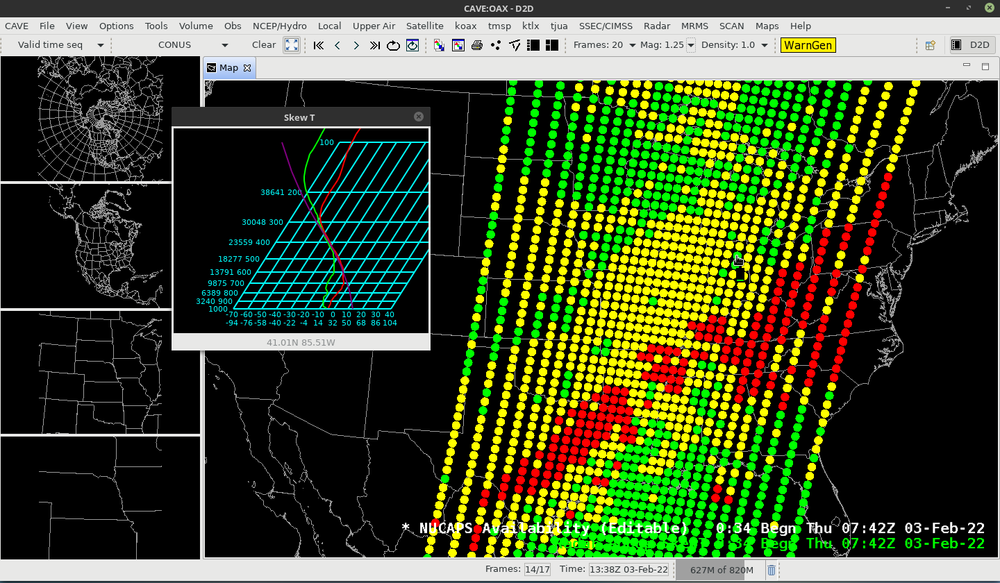 CAVE:OAX - D2D
CAVE File View Options Tools Volume Obs NCEP/Hydro Local Upper Air Satellite koax tmsp ktlx tjua SSEC/CIMSS Radar MRMS SCAN Maps Help
Valid time seq CONUS Clear Frames: 20 Mag: 1.25 Density: 1.0 WarnGen D2D
Map
Skew T
100
38641 200
30048 300
23559 400
18277 500
13791 600
9875 700
6389 800
3240 900
1000
-70 -60 -50 -40 -30 -20 -10 0 10 20 30 40
-94 -76 -58 -40 -22 -4 14 32 50 68 86 104
41.01N 85.51W
* NUCAPS Availability (Editable) 0:34 Begn Thu 07:42Z 03-Feb-22
0:34 Begn Thu 07:42Z 03-Feb-22
Frames: 14/17 Time: 13:38Z 03-Feb-22 627M of 820M